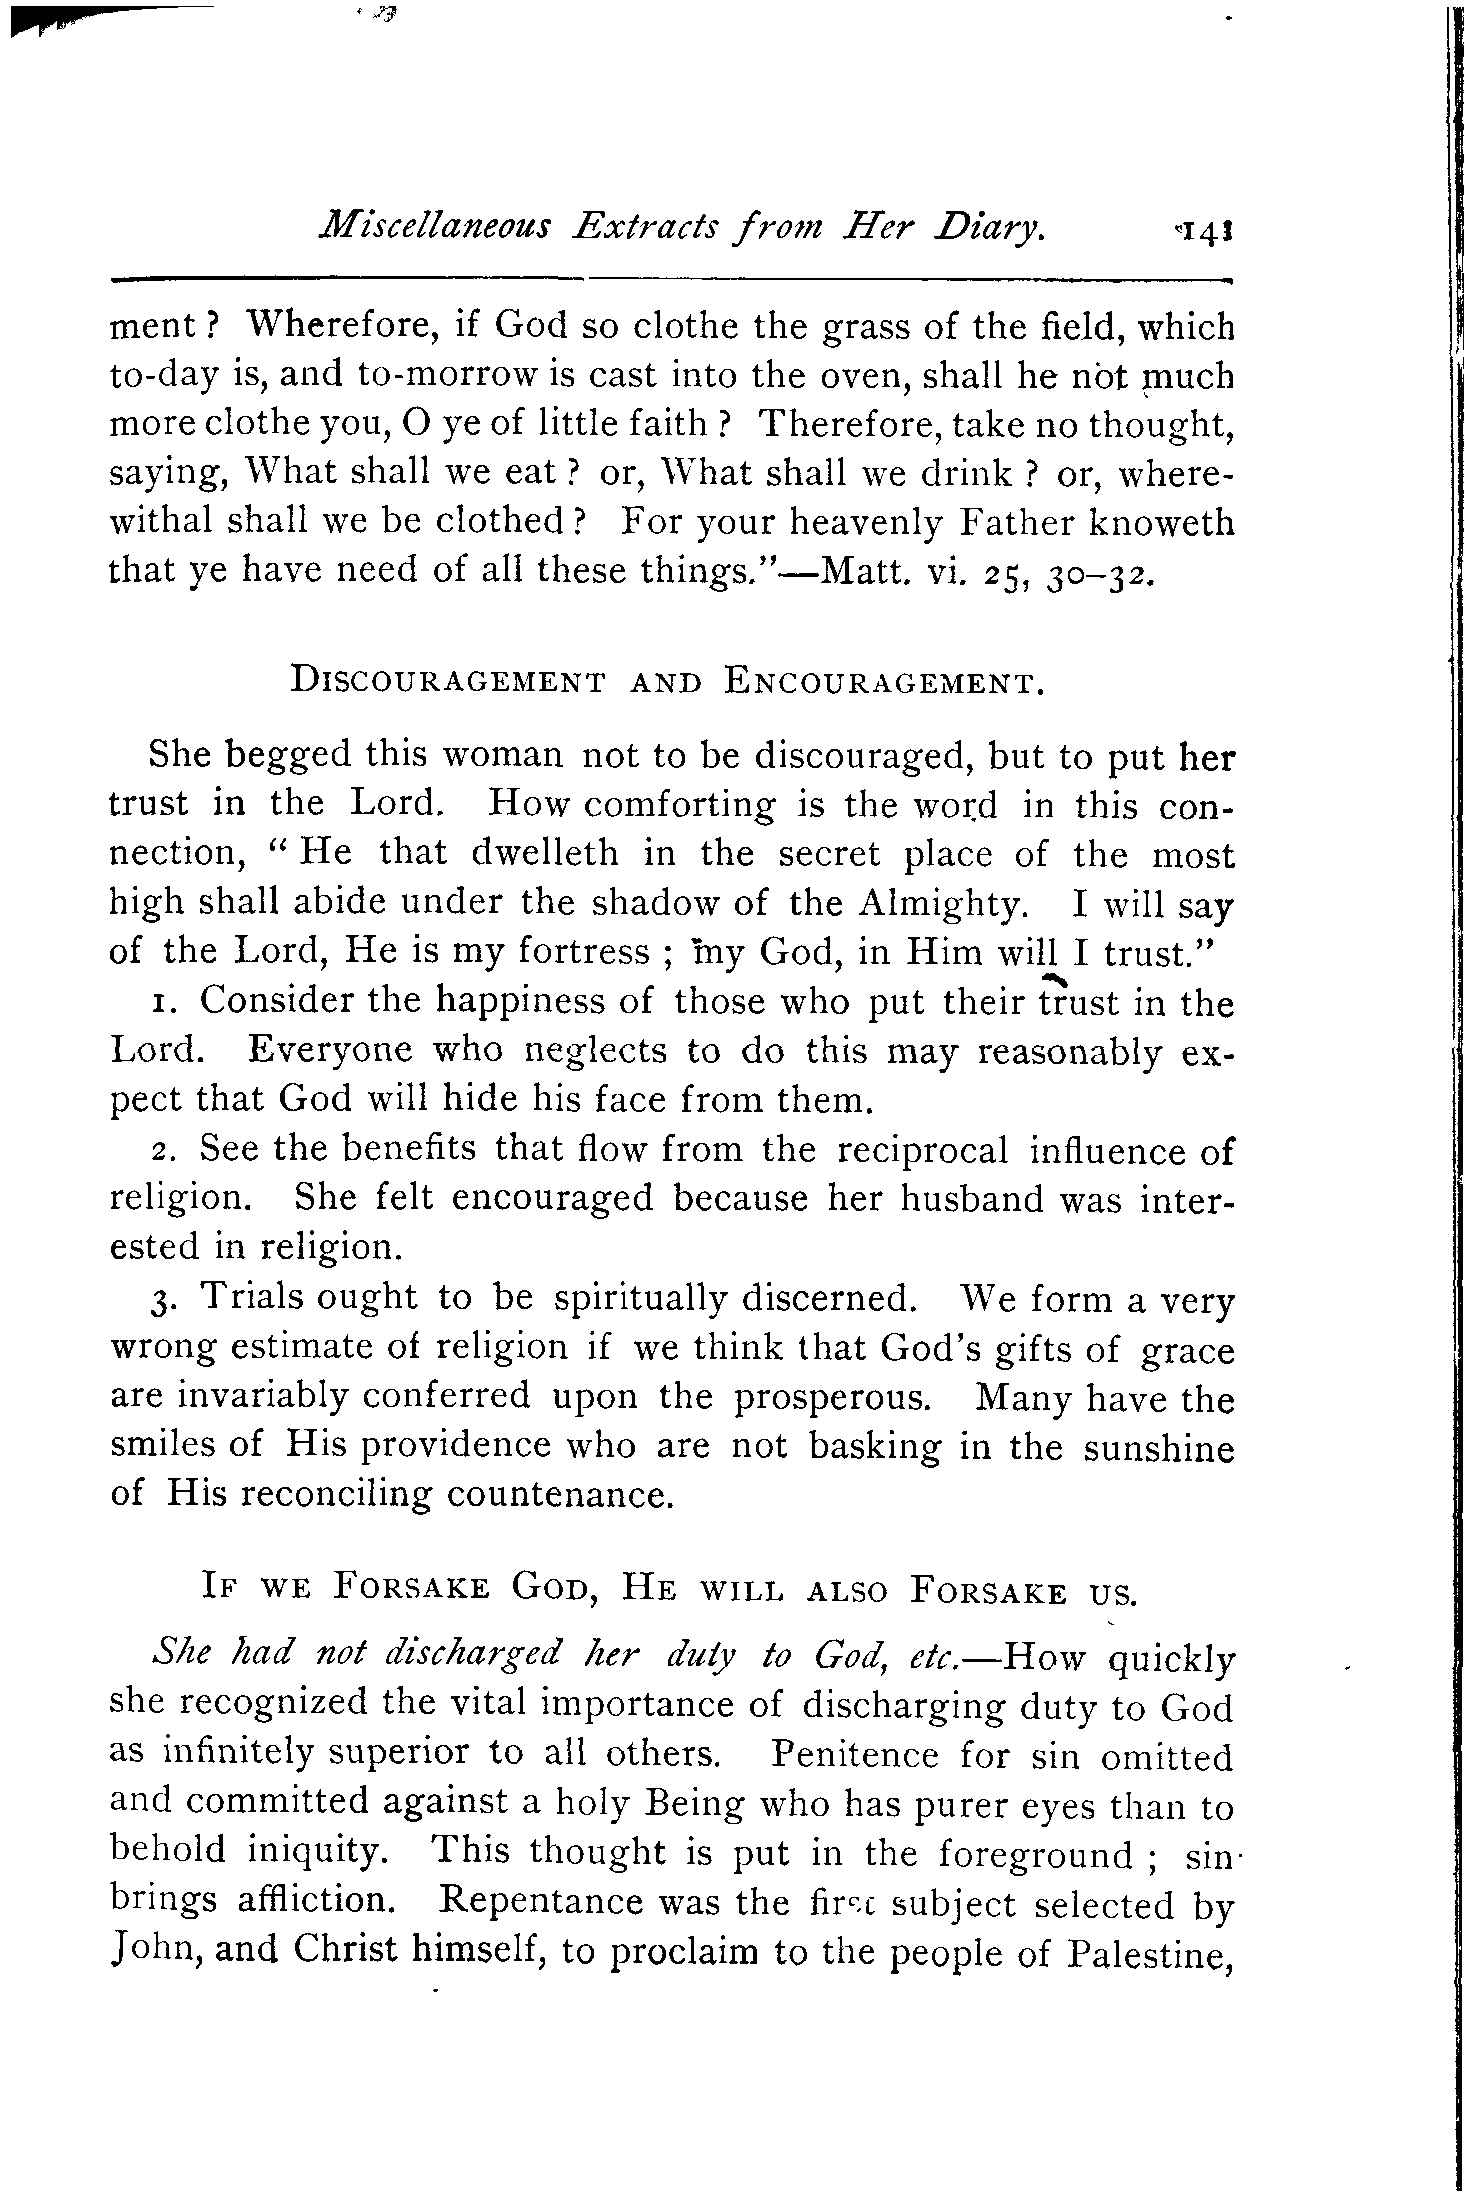 Miscellaneous Extracts from Her Diary. 141
ment ? Wherefore, if God so clothe the grass of the field, which
to-day is, and to-morrow is cast into the oven, shall he not much
more clothe you, O ye of little faith ? Therefore, take no thought,
saying, What shall we eat ? or, What shall we drink ? or, where-
withal shall we be clothed ? For your heavenly Father knoweth
that ye have need of all these things."—Matt. vi. 25, 30–32.
DISCOURAGEMENT AND ENCOURAGEMENT.
She begged this woman not to be discouraged, but to put her
trust in the Lord. How comforting is the word in this con-
nection, " He that dwelleth in the secret place of the most
high shall abide under the shadow of the Almighty. I will say
of the Lord, He is my fortress ; my God, in Him will I trust."
1. Consider the happiness of those who put their trust in the
Lord. Everyone who neglects to do this may reasonably ex-
pect that God will hide his face from them.
2. See the benefits that flow from the reciprocal influence of
religion. She felt encouraged because her husband was inter-
ested in religion.
3. Trials ought to be spiritually discerned. We form a very
wrong estimate of religion if we think that God's gifts of grace
are invariably conferred upon the prosperous. Many have the
smiles of His providence who are not basking in the sunshine
of His reconciling countenance.
IF WE FORSAKE GOD, HE WILL ALSO FORSAKE US.
She had not discharged her duty to God, etc.—How quickly
she recognized the vital importance of discharging duty to God
as infinitely superior to all others. Penitence for sin omitted
and committed against a holy Being who has purer eyes than to
behold iniquity. This thought is put in the foreground ; sin
brings affliction. Repentance was the first subject selected by
John, and Christ himself, to proclaim to the people of Palestine,